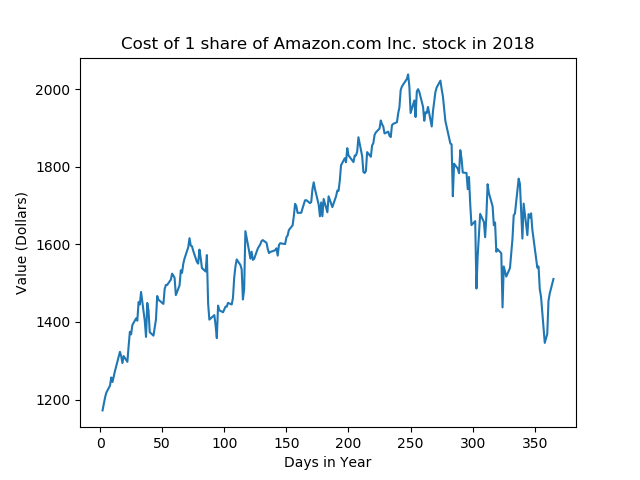 Cost of 1 share of Amazon.com Inc. stock in 2018
Value (Dollars)
2000
1800
1600
1400
1200
0 50 100 150 200 250 300 350
Days in Year